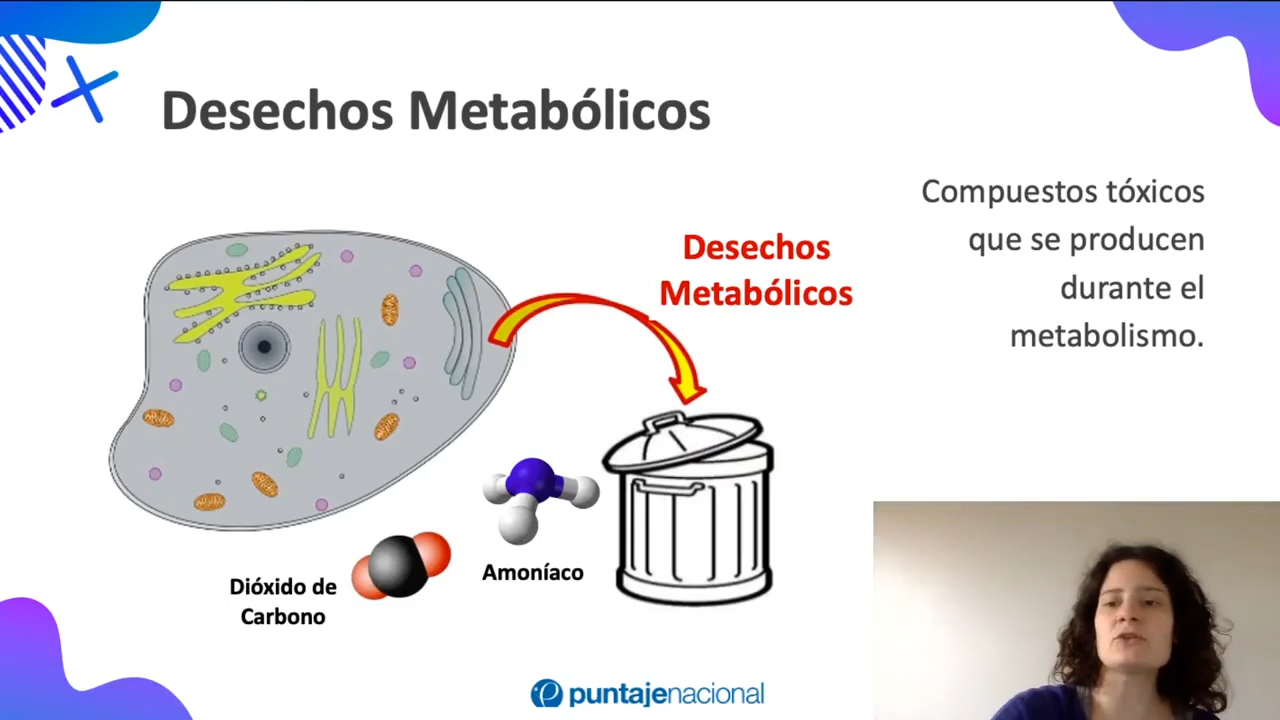 Desechos Metabólicos
Compuestos tóxicos
que se producen
durante el
metabolismo.
Desechos
Metabólicos
Amoníaco
Dióxido de
Carbono
puntajenacional